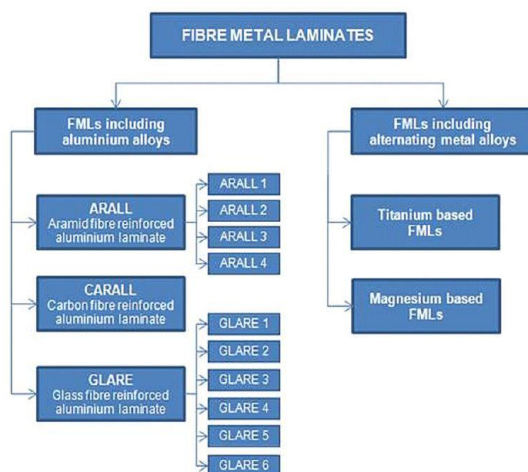 FIBRE METAL LAMINATES
FMLs including
aluminium alloys
FMLs including
alternating metal alloys
ARALL
Aramid fibre reinforced
aluminium laminate
ARALL 1
ARALL 2
ARALL 3
ARALL 4
CARALL
Carbon fibre reinforced
aluminium laminate
GLARE
Glass fibre reinforced
aluminium laminate
GLARE 1
GLARE 2
GLARE 3
GLARE 4
GLARE 5
GLARE 6
Titanium based
FMLs
Magnesium based
FMLs